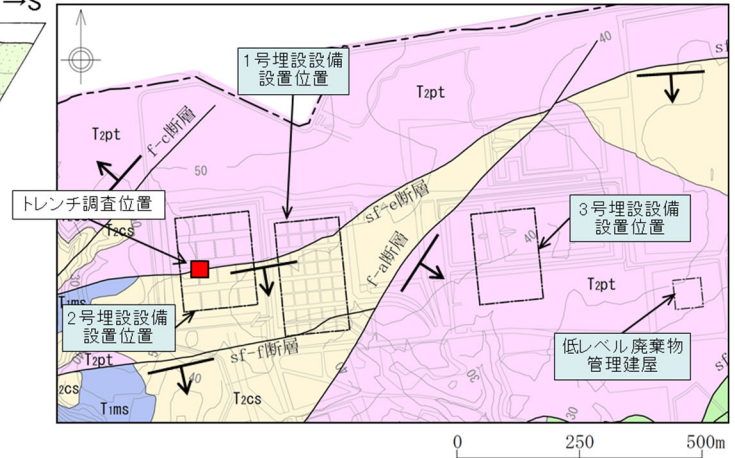 →S
1号埋設設備
設置位置
40
sf
T2pt
T2pt
f-c断層
50
トレンチ調査位置
T2cs
sf-e断層
3号埋設設備
設置位置
f-a断層
40
T2pt
30
T1ms
2号埋設設備
設置位置
sf-f断層
低レベル廃棄物
管理建屋
T2pt
50
40
2cs
T2cs
T1ms
30
sf
0 250 500m